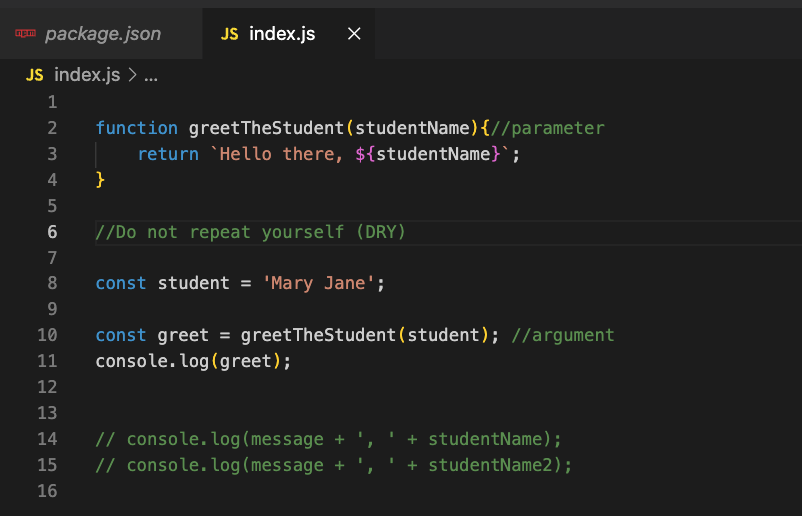 npm package.json JS index.js ×
JS index.js > ...
1
2 function greetTheStudent(studentName){//parameter
3     return `Hello there, ${studentName}`;
4 }
5
6 //Do not repeat yourself (DRY)
7
8 const student = 'Mary Jane';
9
10 const greet = greetTheStudent(student); //argument
11 console.log(greet);
12
13
14 // console.log(message + ', ' + studentName);
15 // console.log(message + ', ' + studentName2);
16